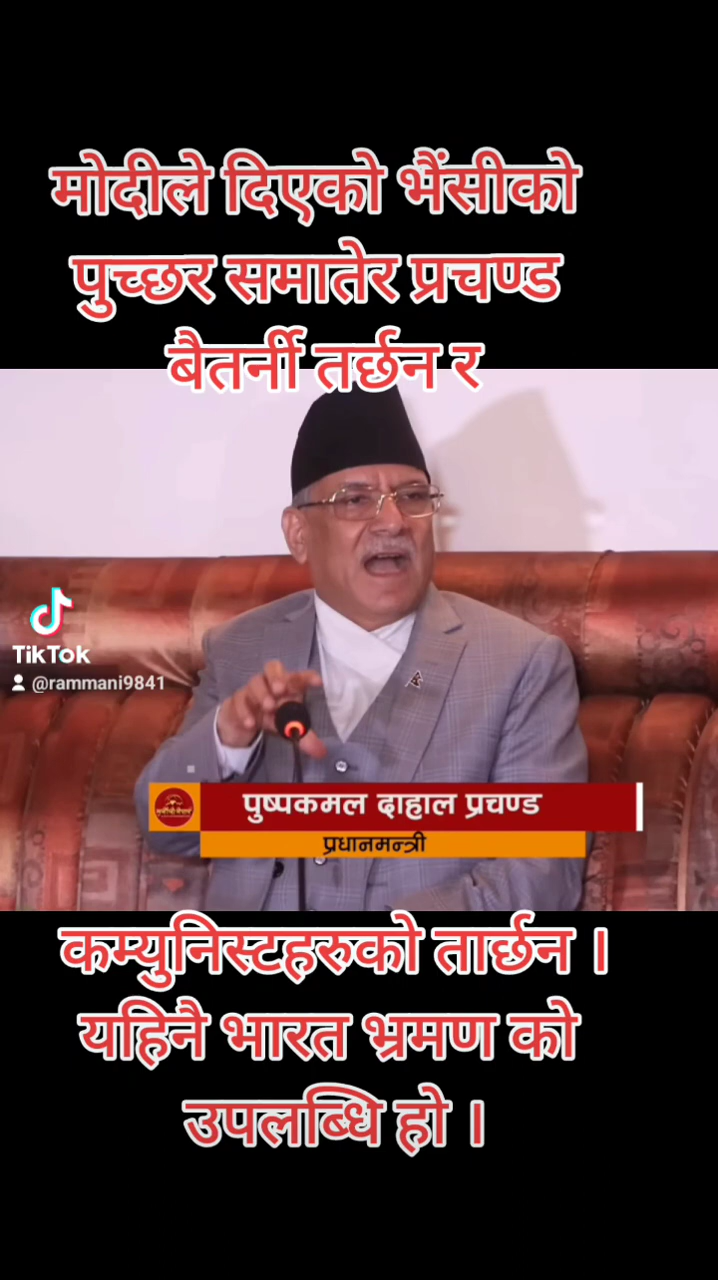 मोदीले दिएको भैंसीको
पुच्छर समातेर प्रचण्ड
बैतर्नी तर्छन र
TikTok
@rammani9841
पुष्पकमल दाहाल प्रचण्ड
प्रधानमन्त्री
कम्युनिस्टहरुको तार्छन ।
यहिनै भारत भ्रमण को
उपलब्धि हो ।